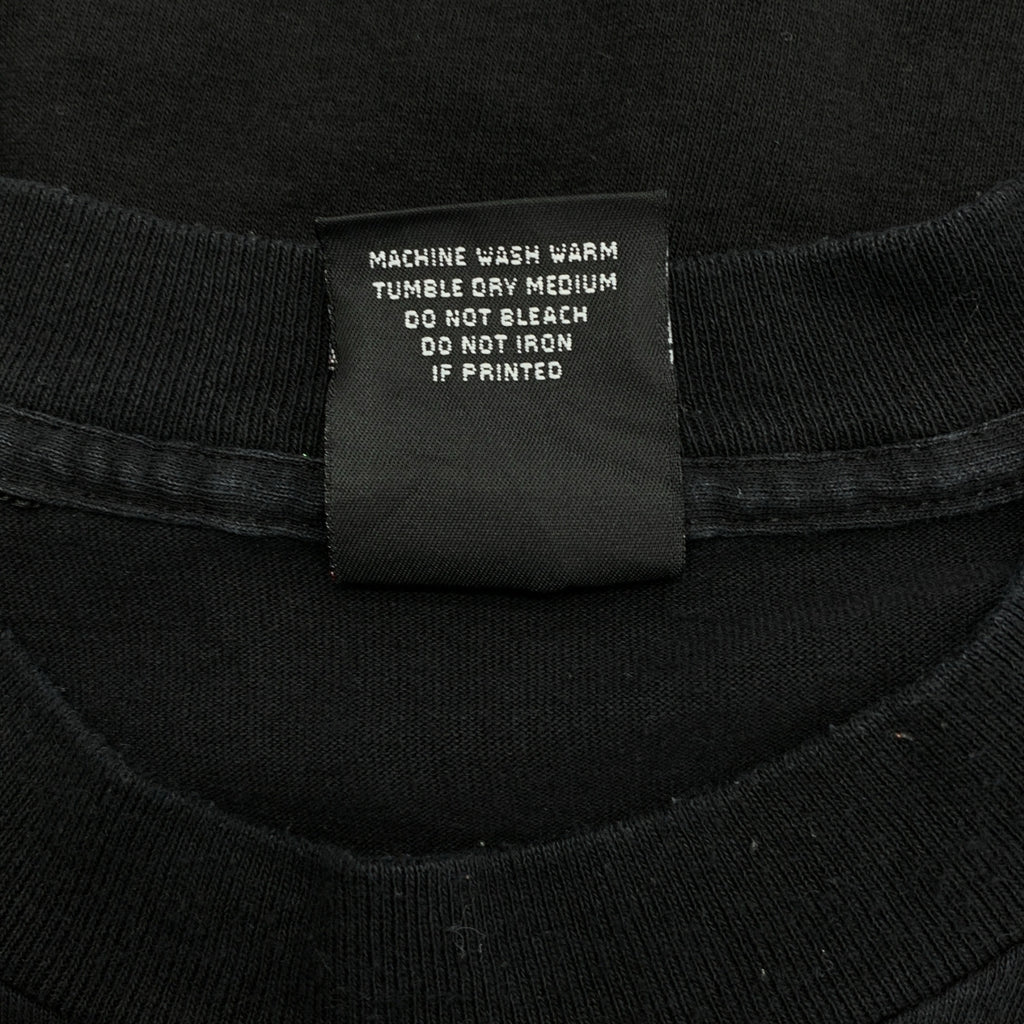 MACHINE WASH WARM
TUMBLE DRY MEDIUM
DO NOT BLEACH
DO NOT IRON
IF PRINTED